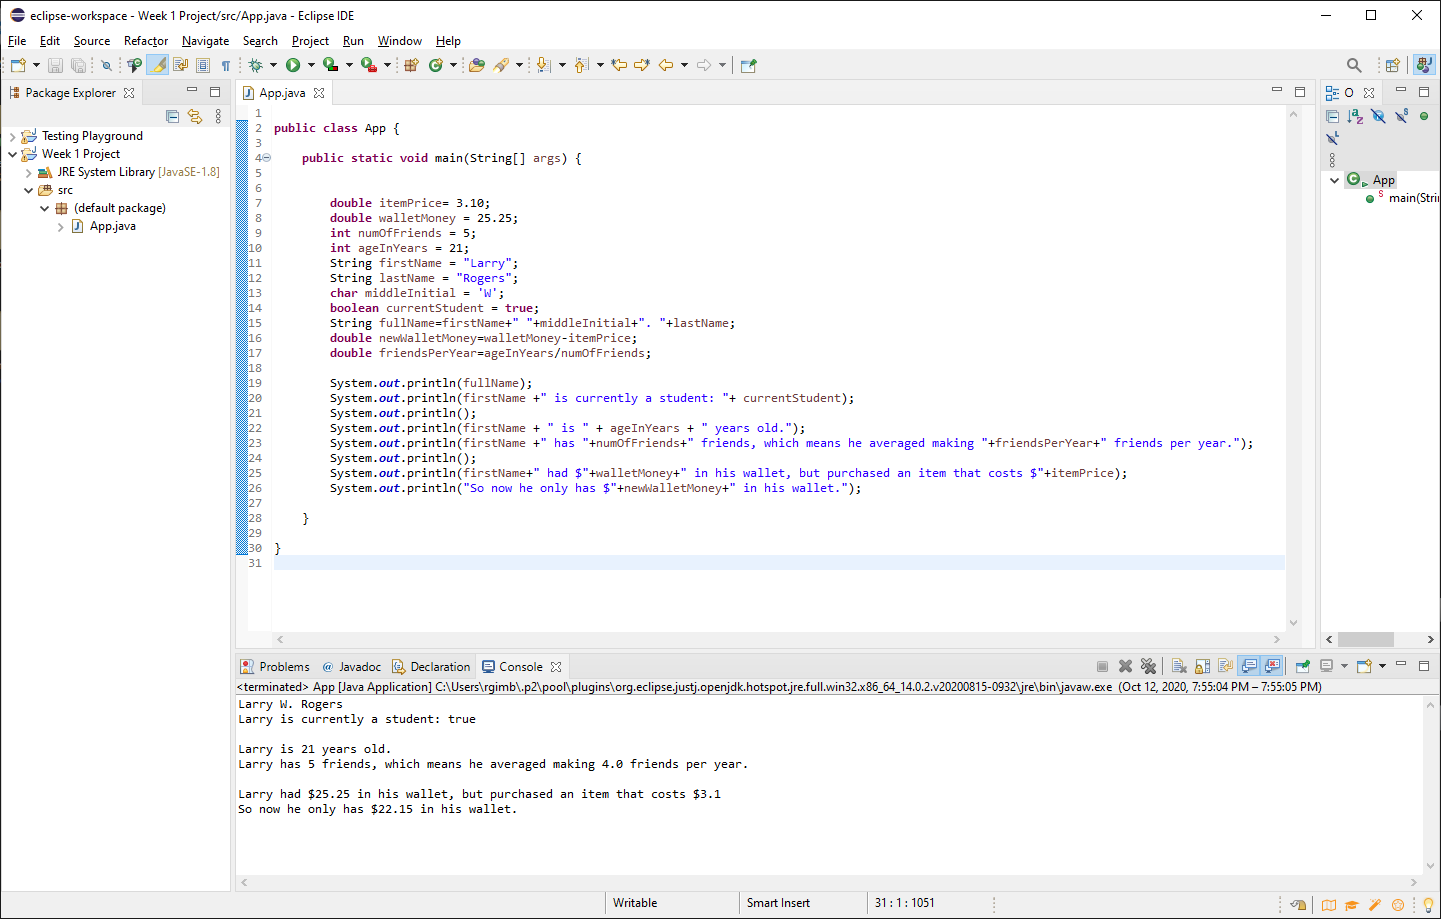 eclipse-workspace - Week 1 Project/src/App.java - Eclipse IDE
File Edit Source Refactor Navigate Search Project Run Window Help
Package Explorer
Testing Playground
Week 1 Project
JRE System Library [JavaSE-1.8]
src
(default package)
App.java
App.java
1
2 public class App {
3
4 public static void main(String[] args) {
5
6
7 double itemPrice= 3.10;
8 double walletMoney = 25.25;
9 int numOfFriends = 5;
10 int ageInYears = 21;
11 String firstName = "Larry";
12 String lastName = "Rogers";
13 char middleInitial = 'W';
14 boolean currentStudent = true;
15 String fullName=firstName+" "+middleInitial+". "+lastName;
16 double newWalletMoney=walletMoney-itemPrice;
17 double friendsPerYear=ageInYears/numOfFriends;
18
19 System.out.println(fullName);
20 System.out.println(firstName +" is currently a student: "+ currentStudent);
21 System.out.println();
22 System.out.println(firstName + " is " + ageInYears + " years old.");
23 System.out.println(firstName +" has "+numOfFriends+" friends, which means he averaged making "+friendsPerYear+" friends per year.");
24 System.out.println();
25 System.out.println(firstName+" had $"+walletMoney+" in his wallet, but purchased an item that costs $"+itemPrice);
26 System.out.println("So now he only has $"+newWalletMoney+" in his wallet.");
27
28 }
29
30 }
31
O
App
main(Stri
Problems @ Javadoc Declaration Console
<terminated> App [Java Application] C:\Users\rgimb\.p2\pool\plugins\org.eclipse.justj.openjdk.hotspot.jre.full.win32.x86_64_14.0.2.v20200815-0932\jre\bin\javaw.exe (Oct 12, 2020, 7:55:04 PM – 7:55:05 PM)
Larry W. Rogers
Larry is currently a student: true
Larry is 21 years old.
Larry has 5 friends, which means he averaged making 4.0 friends per year.
Larry had $25.25 in his wallet, but purchased an item that costs $3.1
So now he only has $22.15 in his wallet.
Writable Smart Insert 31 : 1 : 1051